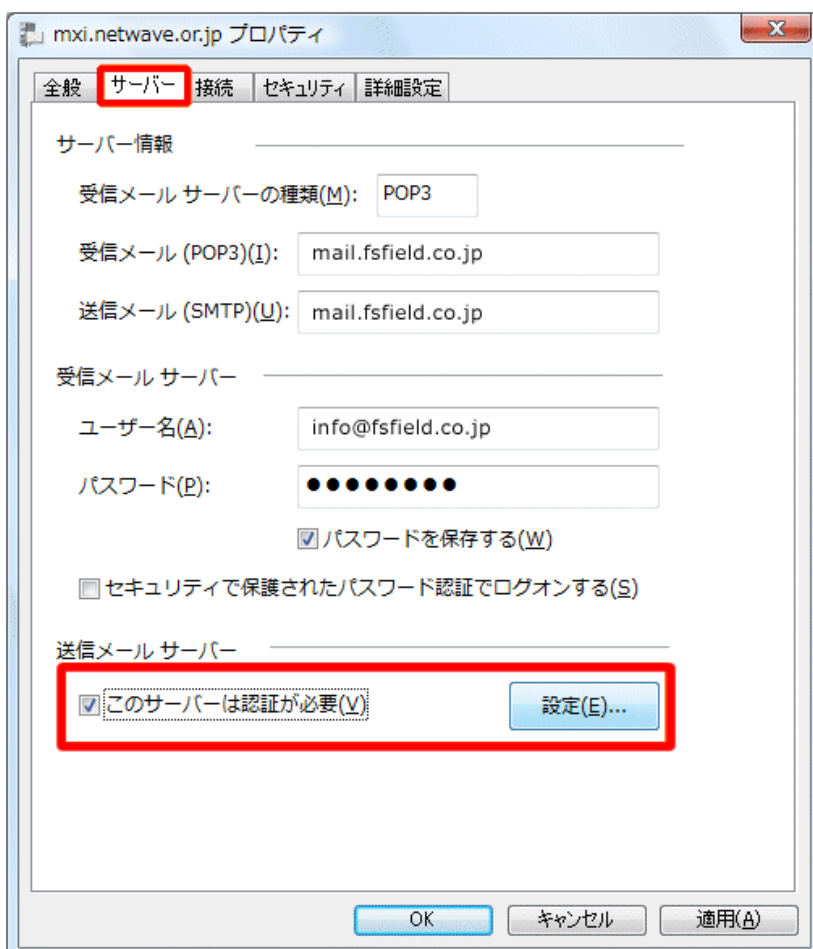 mxi.netwave.or.jp プロパティ
全般 サーバー 接続 セキュリティ 詳細設定
サーバー情報
受信メール サーバーの種類(M): POP3
受信メール (POP3)(I): mail.fsfield.co.jp
送信メール (SMTP)(U): mail.fsfield.co.jp
受信メール サーバー
ユーザー名(A): info@fsfield.co.jp
パスワード(P): ●●●●●●●●
パスワードを保存する(W)
セキュリティで保護されたパスワード認証でログオンする(S)
送信メール サーバー
このサーバーは認証が必要(V) 設定(E)...
OK キャンセル 適用(A)